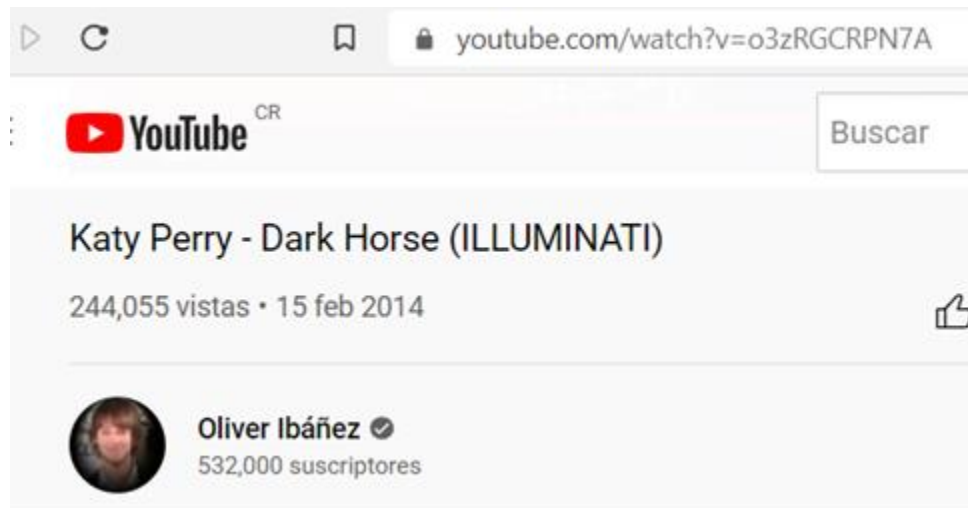 youtube.com/watch?v=o3zRGCRPN7A
YouTube CR
Buscar
Katy Perry - Dark Horse (ILLUMINATI)
244,055 vistas • 15 feb 2014
Oliver Ibáñez
532,000 suscriptores